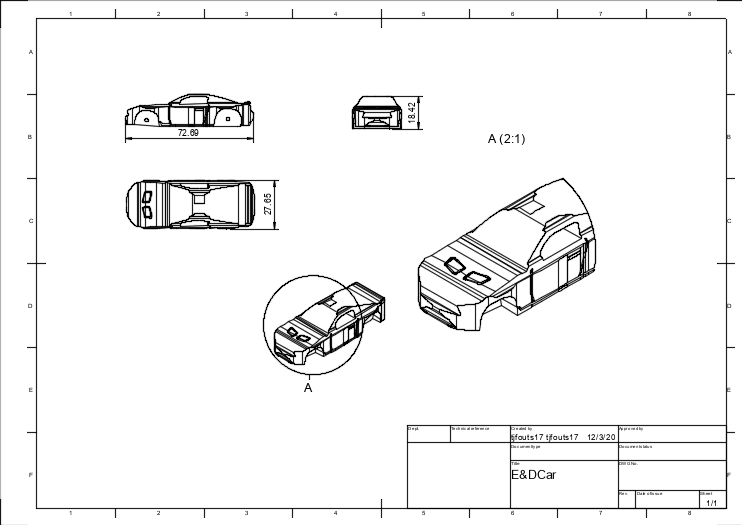 1 2 3 4 5 6 7 8
A A
72.69
18.42
B B
A (2:1)
27.65
C C
D D
A
E E
Dept. Technical reference Created by Approved by
tjfouts17 tjfouts17 12/3/20
Document type Document status
Title DWG No.
E&DCar
F F
Rev. Date of issue Sheet
1/1
1 2 3 4 5 6 7 8